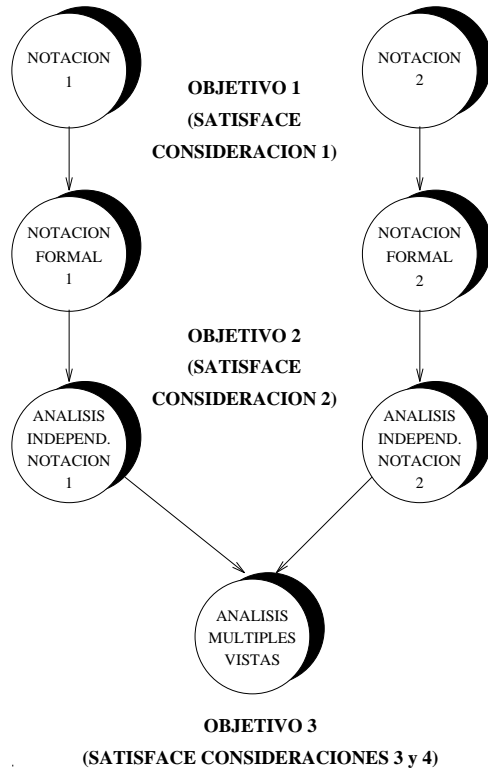 NOTACION
1
NOTACION
2
OBJETIVO 1
(SATISFACE
CONSIDERACION 1)
NOTACION
FORMAL
1
NOTACION
FORMAL
2
OBJETIVO 2
(SATISFACE
CONSIDERACION 2)
ANALISIS
INDEPEND.
NOTACION
1
ANALISIS
INDEPEND.
NOTACION
2
ANALISIS
MULTIPLES
VISTAS
OBJETIVO 3
(SATISFACE CONSIDERACIONES 3 y 4)